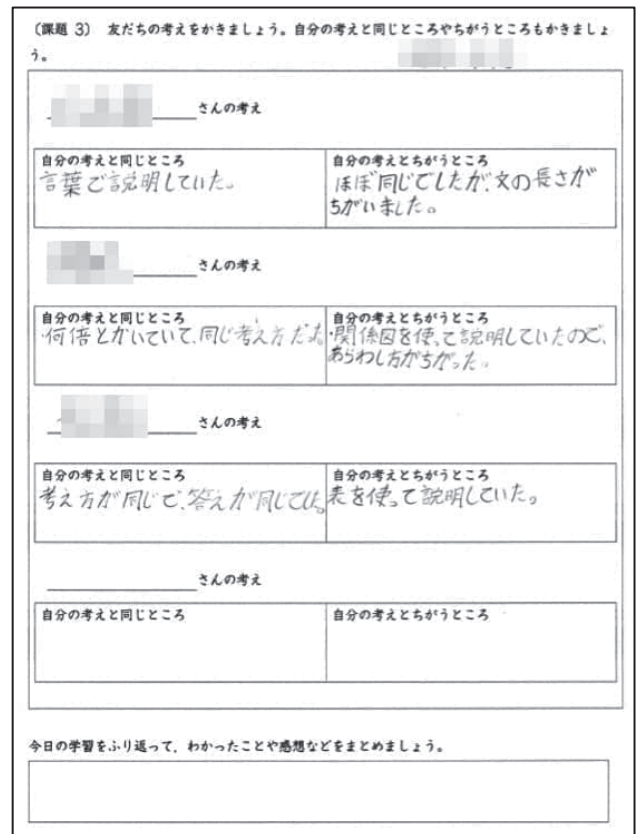 (課題 3) 友だちの考えをかきましょう。自分の考えと同じところやちがうところもかきましょ
う。
さんの考え
自分の考えと同じところ
言葉で説明していた。
自分の考えとちがうところ
ほぼ同じでしたが、文の長さが
ちがいました。
さんの考え
自分の考えと同じところ
・何倍とかいていて、同じ考え方だった
自分の考えとちがうところ
・関係図を使って説明していたので、
あらわし方がちがった。
さんの考え
自分の考えと同じところ
考え方が同じで、答えが同じでした。
自分の考えとちがうところ
表を使って説明していた。
さんの考え
自分の考えと同じところ
自分の考えとちがうところ
今日の学習をふり返って、わかったことや感想などをまとめましょう。